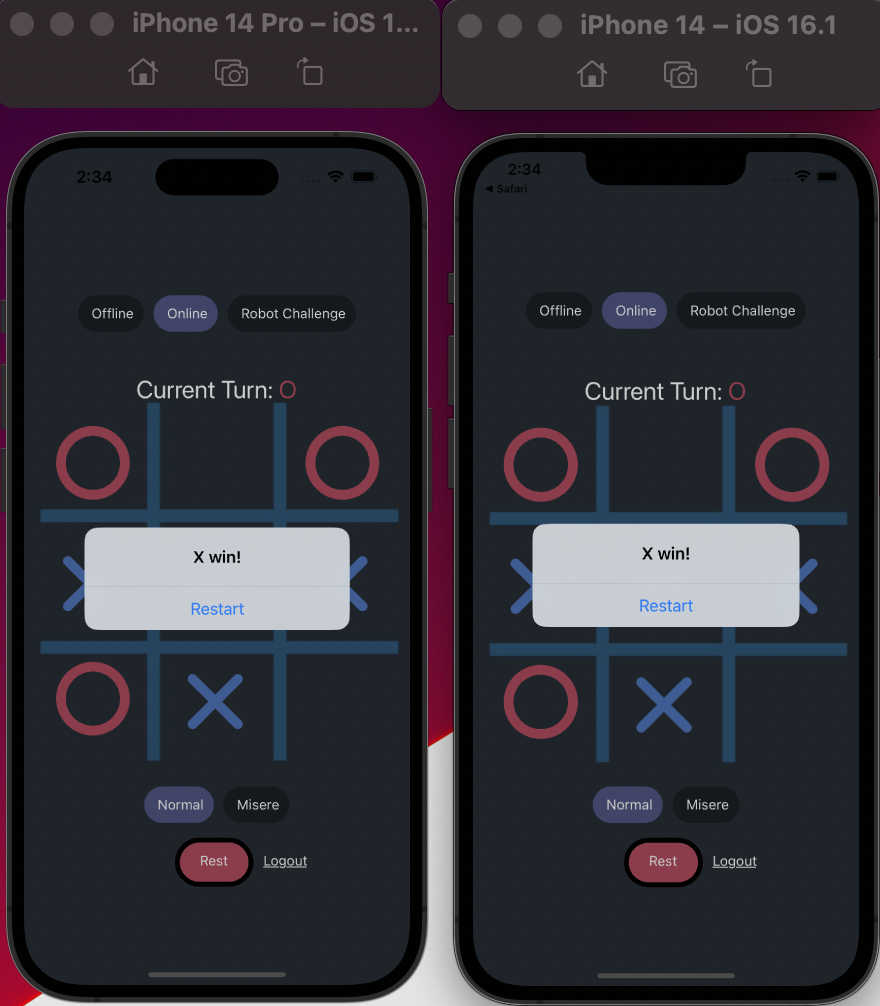 iPhone 14 Pro – iOS 1...
2:34
Offline
Online
Robot Challenge
Current Turn: O
X win!
Restart
Normal
Misere
Rest
Logout
iPhone 14 – iOS 16.1
2:34
◀ Safari
Offline
Online
Robot Challenge
Current Turn: O
X win!
Restart
Normal
Misere
Rest
Logout